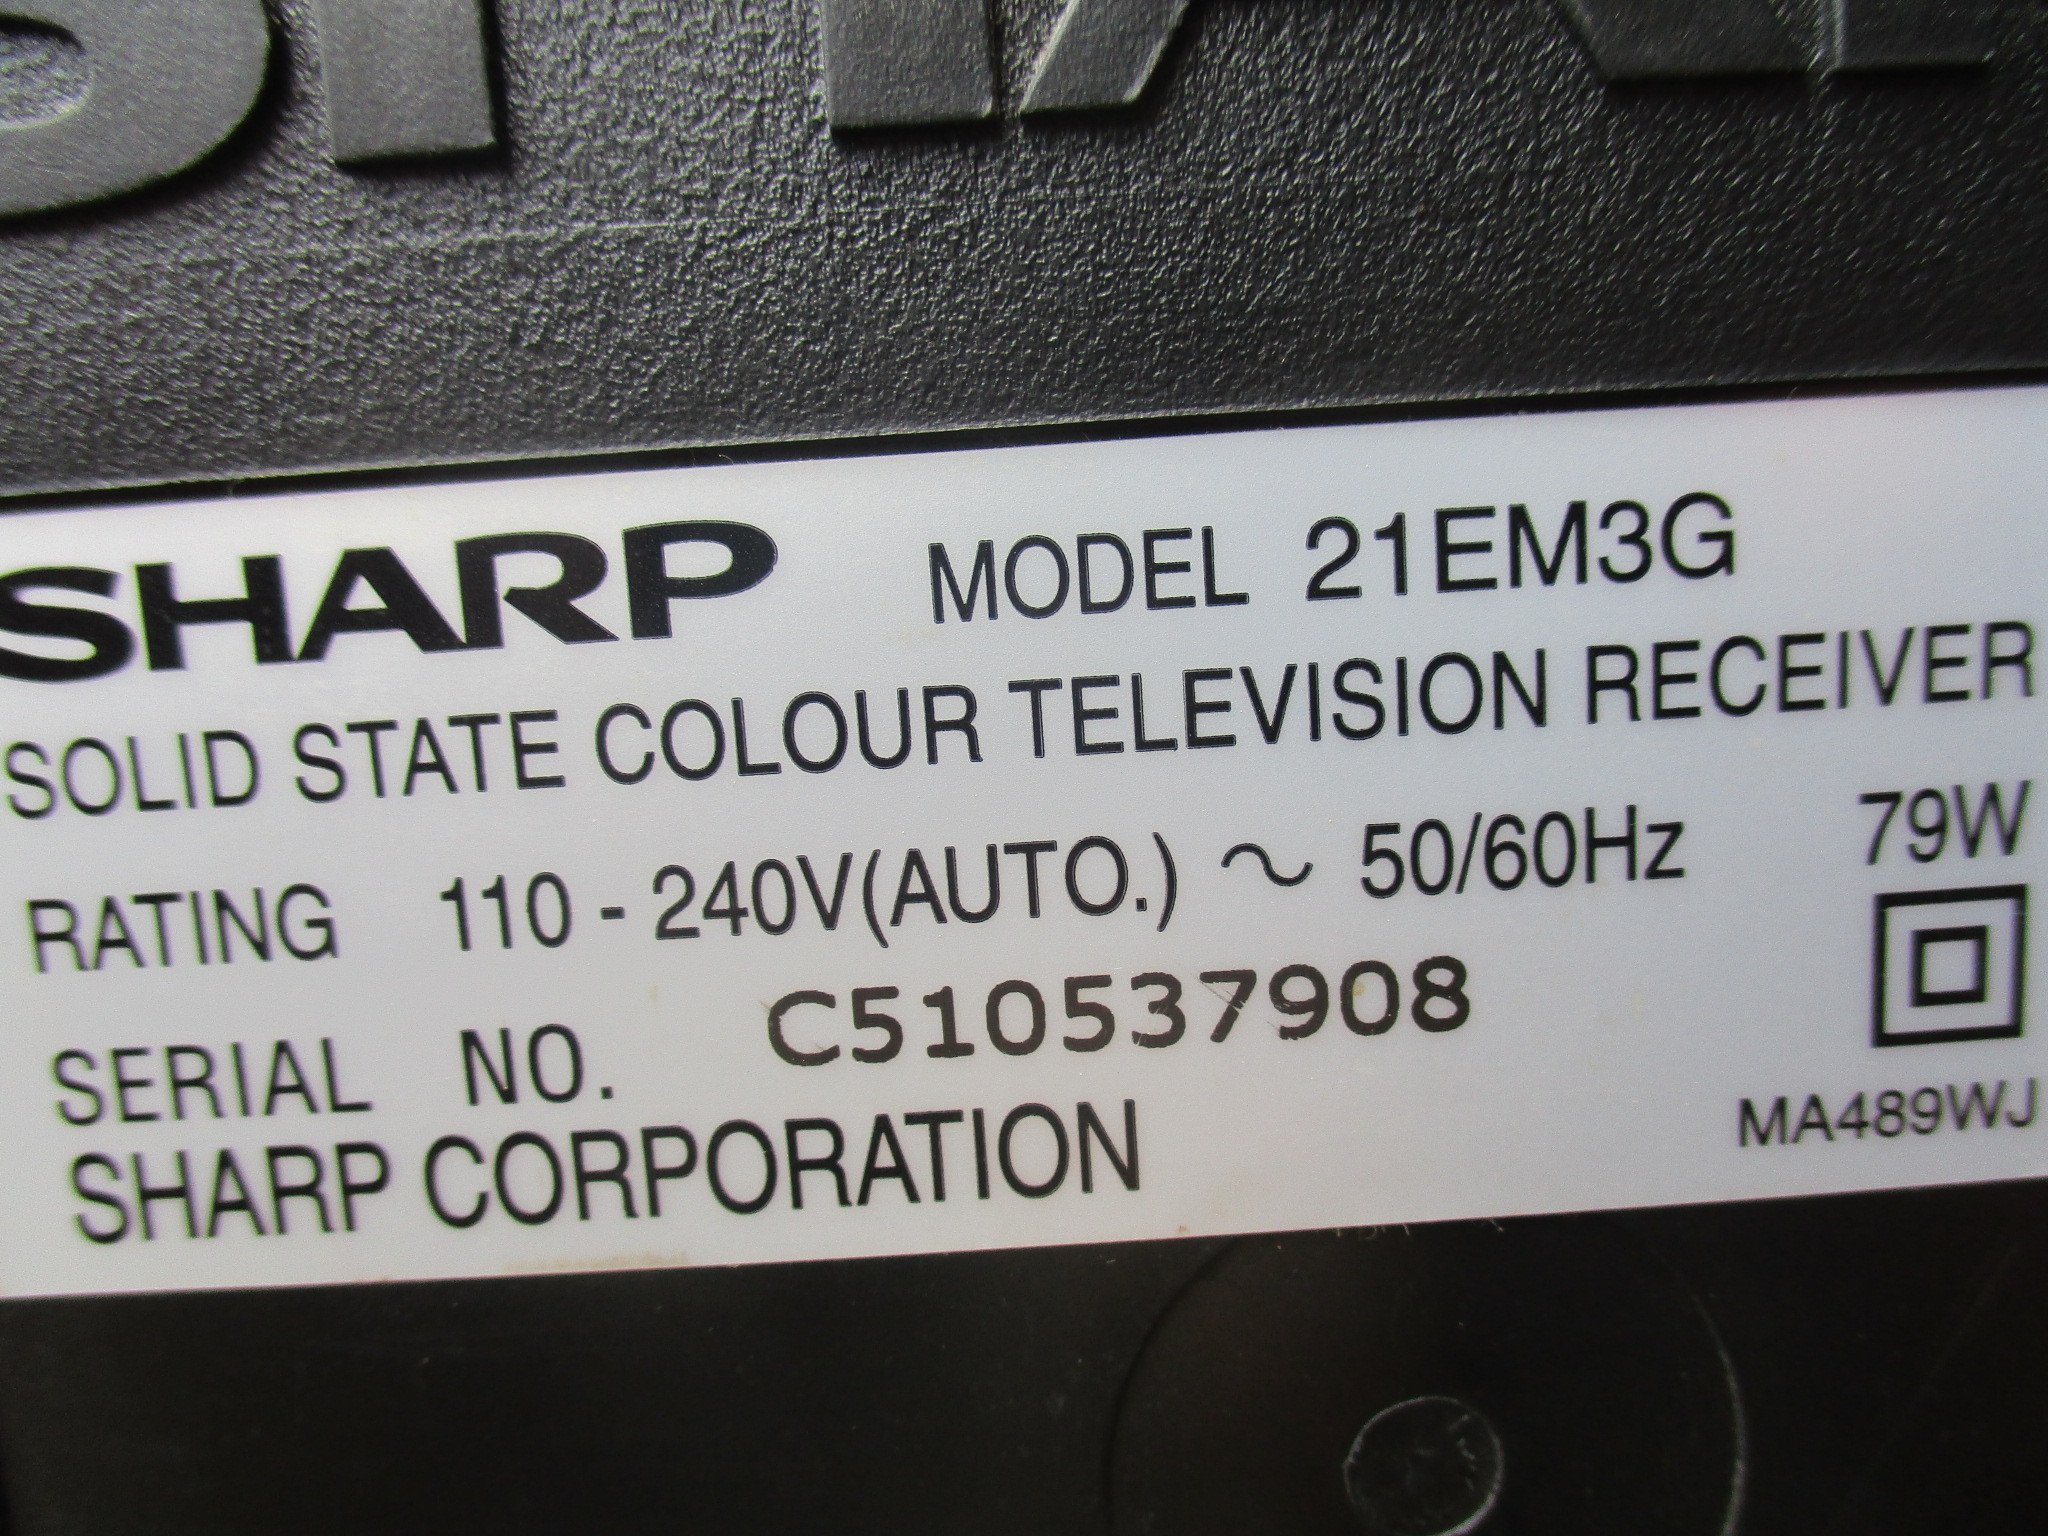 SHARP
SHARP MODEL 21EM3G
SOLID STATE COLOUR TELEVISION RECEIVER
RATING 110 - 240V(AUTO.) ~ 50/60Hz 79W
SERIAL NO. C510537908
SHARP CORPORATION MA489WJ